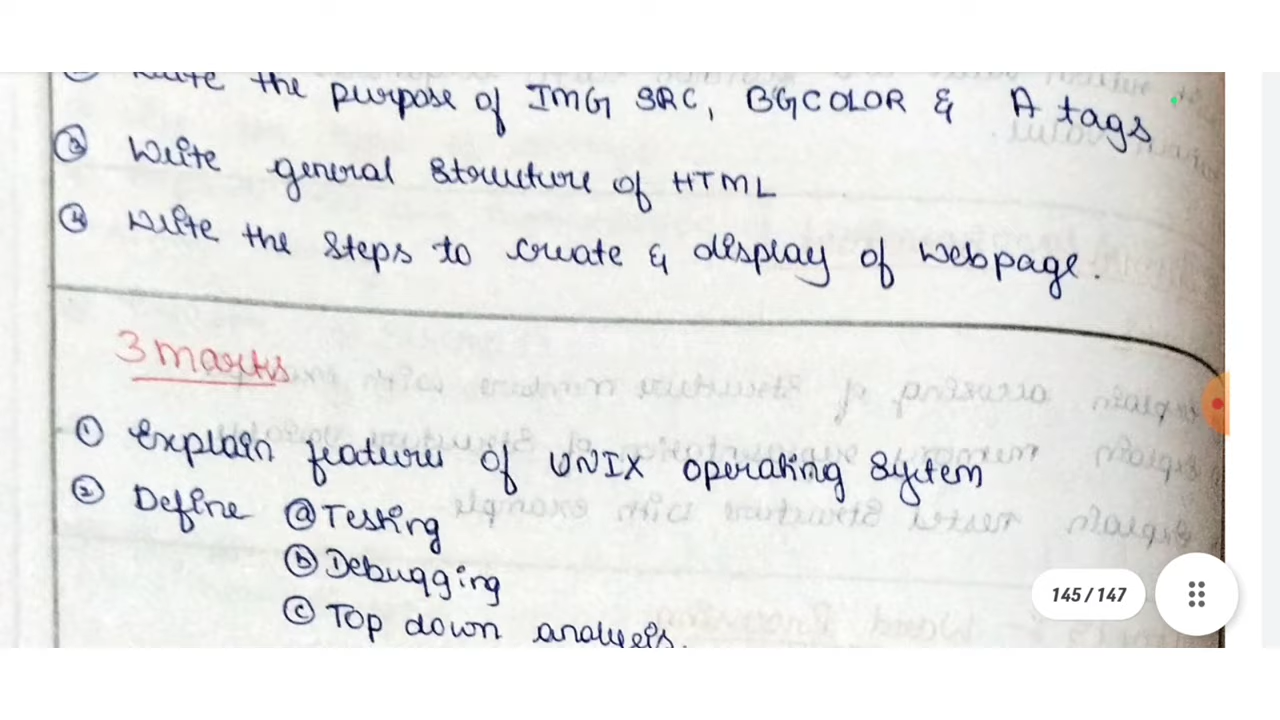 Write the purpose of IMG SRC, BGCOLOR & A tags
③ Write general structure of HTML
④ Write the steps to create & display of webpage.
3 marks
① Explain features of UNIX operating system
② Define ⓐ Testing
ⓑ Debugging
ⓒ Top down analysis.
145 / 147